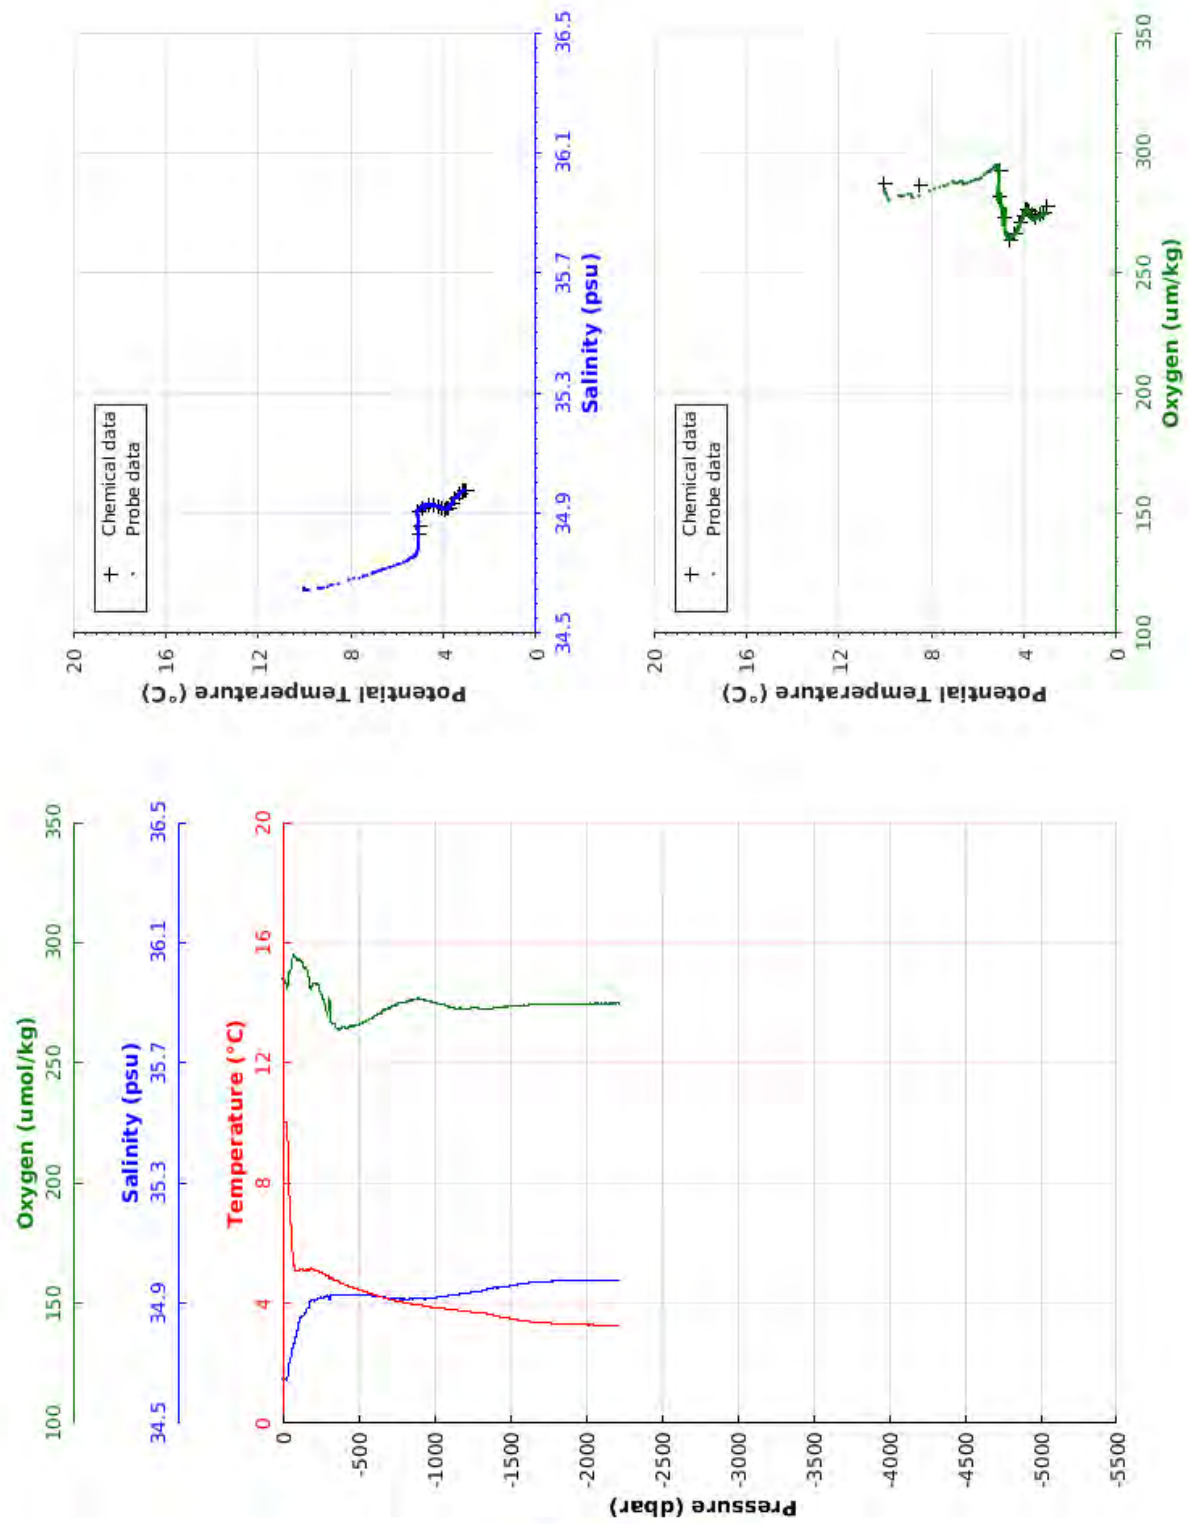 Oxygen (umol/kg)
100 150 200 250 300 350
Salinity (psu)
34.5 34.9 35.3 35.7 36.1 36.5
Temperature (°C)
0 4 8 12 16 20
Pressure (dbar)
0
-500
-1000
-1500
-2000
-2500
-3000
-3500
-4000
-4500
-5000
-5500
Potential Temperature (°C)
20
16
12
8
4
0
+ Chemical data
. Probe data
34.5 34.9 35.3 35.7 36.1 36.5
Salinity (psu)
Potential Temperature (°C)
20
16
12
8
4
0
+ Chemical data
. Probe data
100 150 200 250 300 350
Oxygen (um/kg)